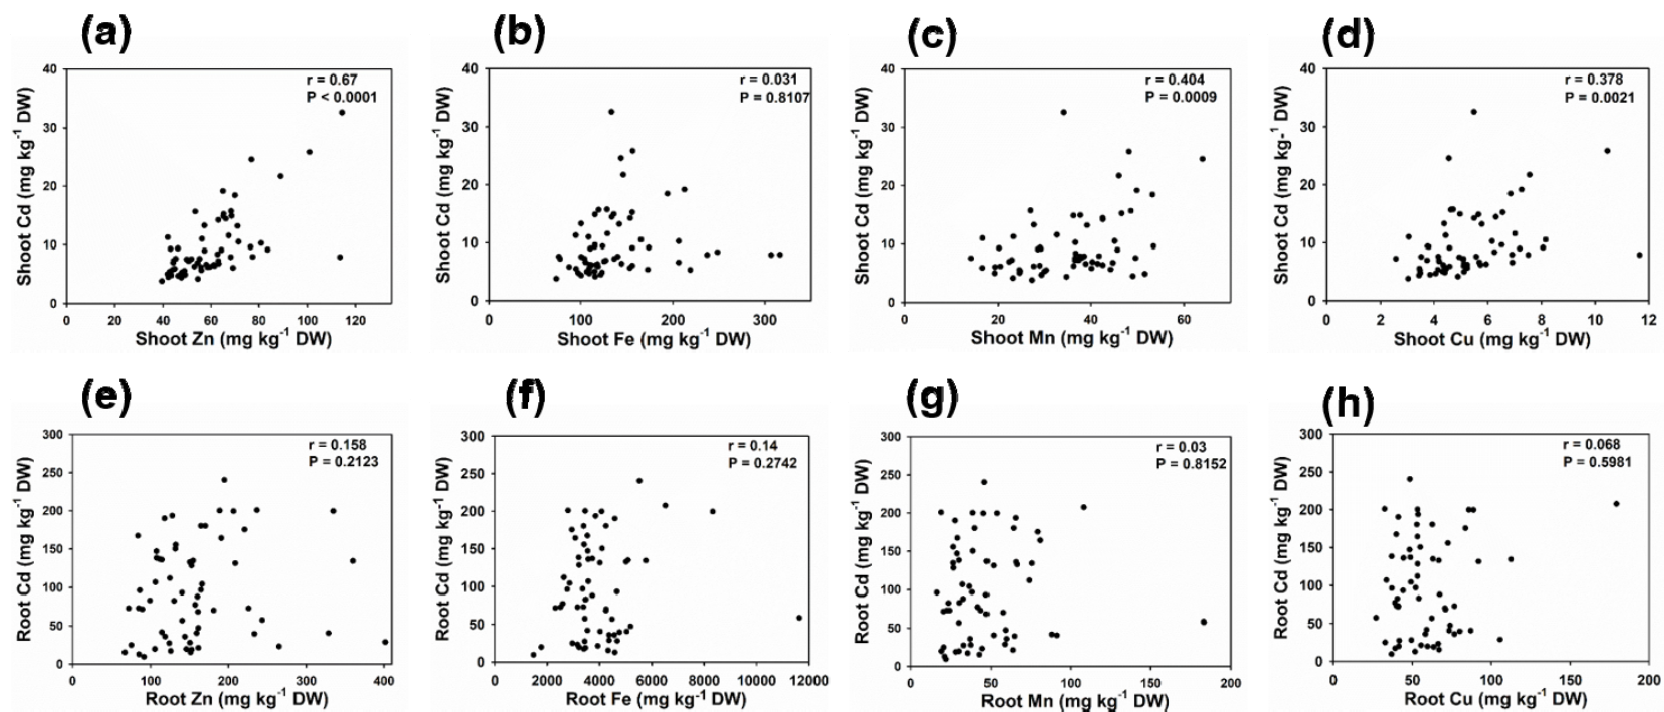 (a)
r = 0.67
P < 0.0001
40
30
20
10
0
Shoot Cd (mg kg⁻¹ DW)
0 20 40 60 80 100 120
Shoot Zn (mg kg⁻¹ DW)
(b)
r = 0.031
P = 0.8107
40
30
20
10
0
Shoot Cd (mg kg⁻¹ DW)
0 100 200 300
Shoot Fe (mg kg⁻¹ DW)
(c)
r = 0.404
P = 0.0009
40
30
20
10
0
Shoot Cd (mg kg⁻¹ DW)
0 20 40 60
Shoot Mn (mg kg⁻¹ DW)
(d)
r = 0.378
P = 0.0021
40
30
20
10
0
Shoot Cd (mg kg-¹ DW)
0 2 4 6 8 10 12
Shoot Cu (mg kg⁻¹ DW)
(e)
r = 0.158
P = 0.2123
300
250
200
150
100
50
0
Root Cd (mg kg⁻¹ DW)
0 100 200 300 400
Root Zn (mg kg⁻¹ DW)
(f)
r = 0.14
P = 0.2742
300
250
200
150
100
50
0
Root Cd (mg kg⁻¹ DW)
0 2000 4000 6000 8000 10000 12000
Root Fe (mg kg⁻¹ DW)
(g)
r = 0.03
P = 0.8152
300
250
200
150
100
50
0
Root Cd (mg kg⁻¹ DW)
0 50 100 150 200
Root Mn (mg kg⁻¹ DW)
(h)
r = 0.068
P = 0.5981
300
250
200
150
100
50
0
Root Cd (mg kg⁻¹ DW)
0 50 100 150 200
Root Cu (mg kg⁻¹ DW)